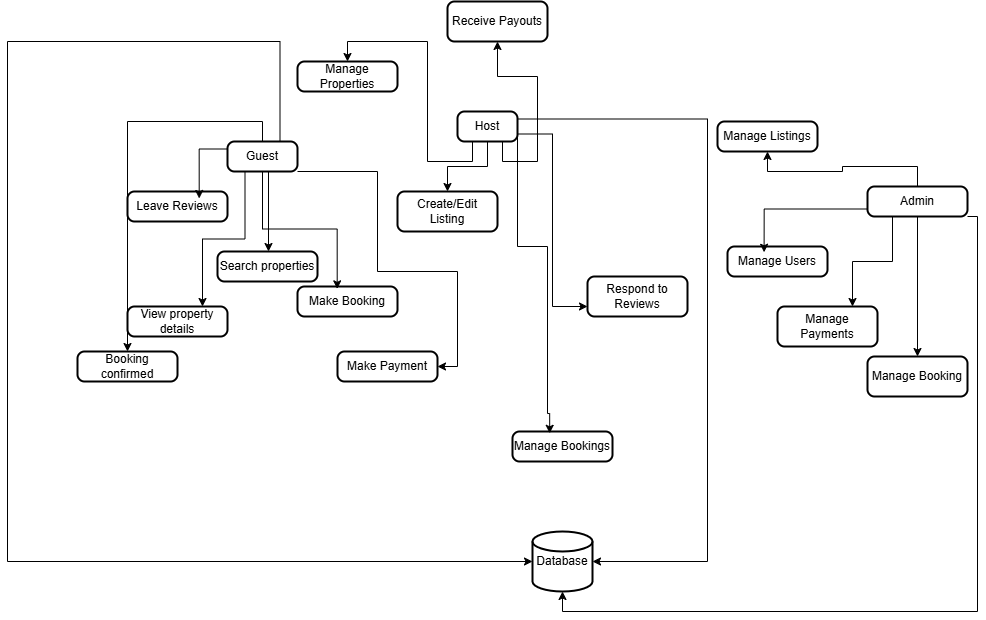 Receive Payouts
Manage
Properties
Host
Manage Listings
Guest
Admin
Leave Reviews
Create/Edit
Listing
Search properties
Manage Users
Make Booking
Respond to
Reviews
View property
details
Manage
Payments
Booking
confirmed
Make Payment
Manage Booking
Manage Bookings
Database